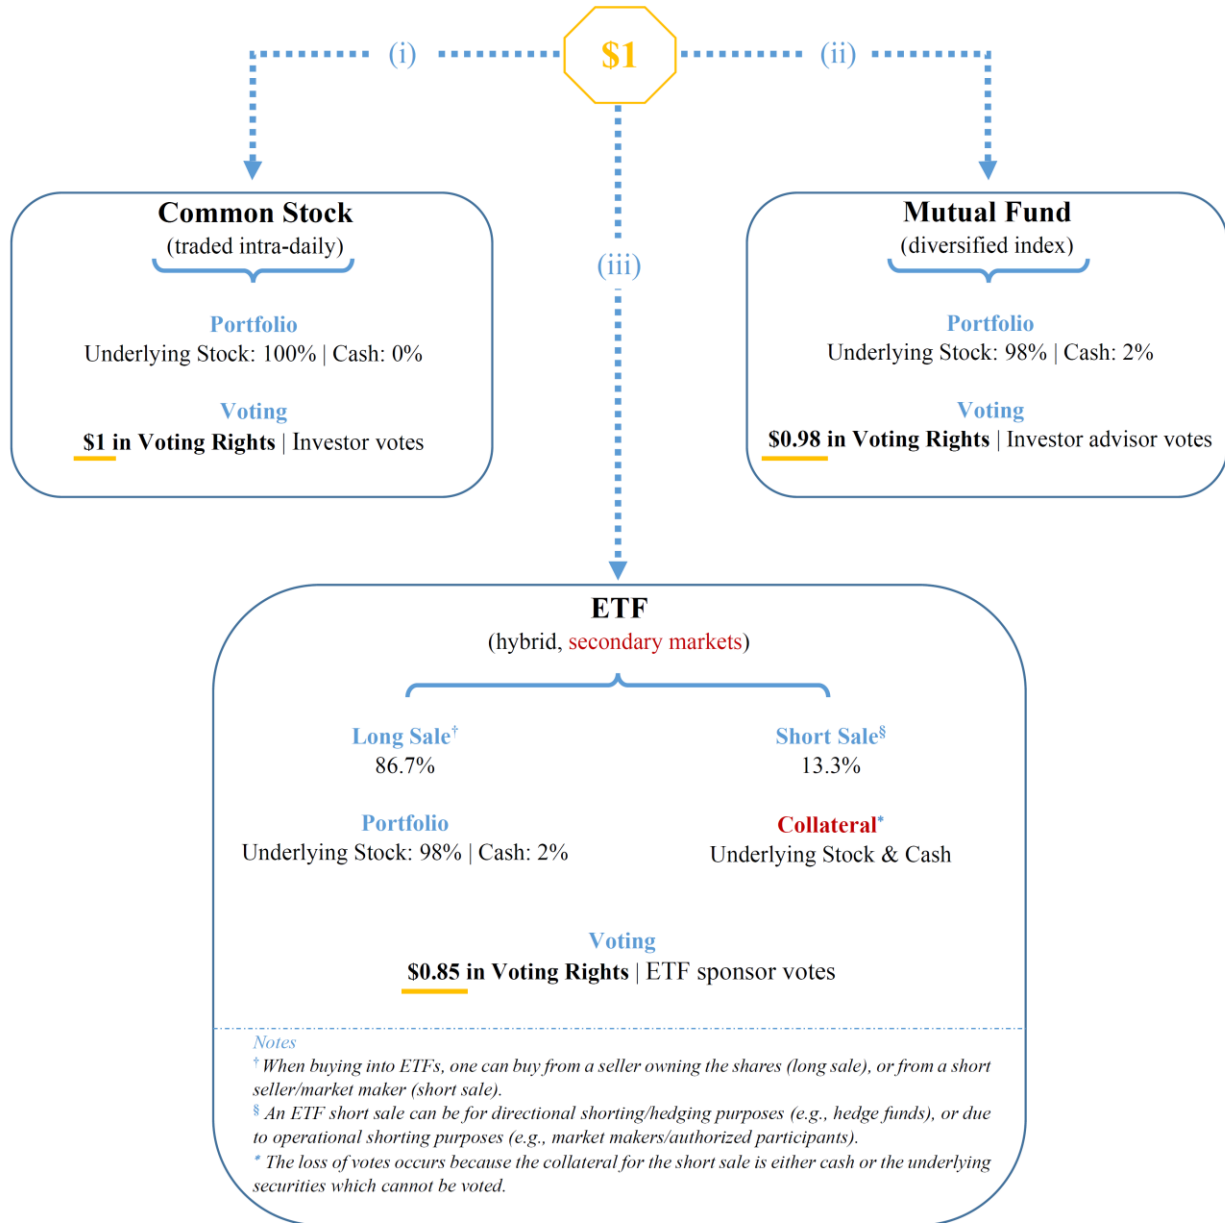 $1
(i)
(ii)
Common Stock
(traded intra-daily)
Portfolio
Underlying Stock: 100% | Cash: 0%
Voting
$1 in Voting Rights | Investor votes
Mutual Fund
(diversified index)
Portfolio
Underlying Stock: 98% | Cash: 2%
Voting
$0.98 in Voting Rights | Investor advisor votes
(iii)
ETF
(hybrid, secondary markets)
Long Sale†
86.7%
Portfolio
Underlying Stock: 98% | Cash: 2%
Short Sale§
13.3%
Collateral*
Underlying Stock & Cash
Voting
$0.85 in Voting Rights | ETF sponsor votes
Notes
† When buying into ETFs, one can buy from a seller owning the shares (long sale), or from a short
seller/market maker (short sale).
§ An ETF short sale can be for directional shorting/hedging purposes (e.g., hedge funds), or due
to operational shorting purposes (e.g., market makers/authorized participants).
* The loss of votes occurs because the collateral for the short sale is either cash or the underlying
securities which cannot be voted.